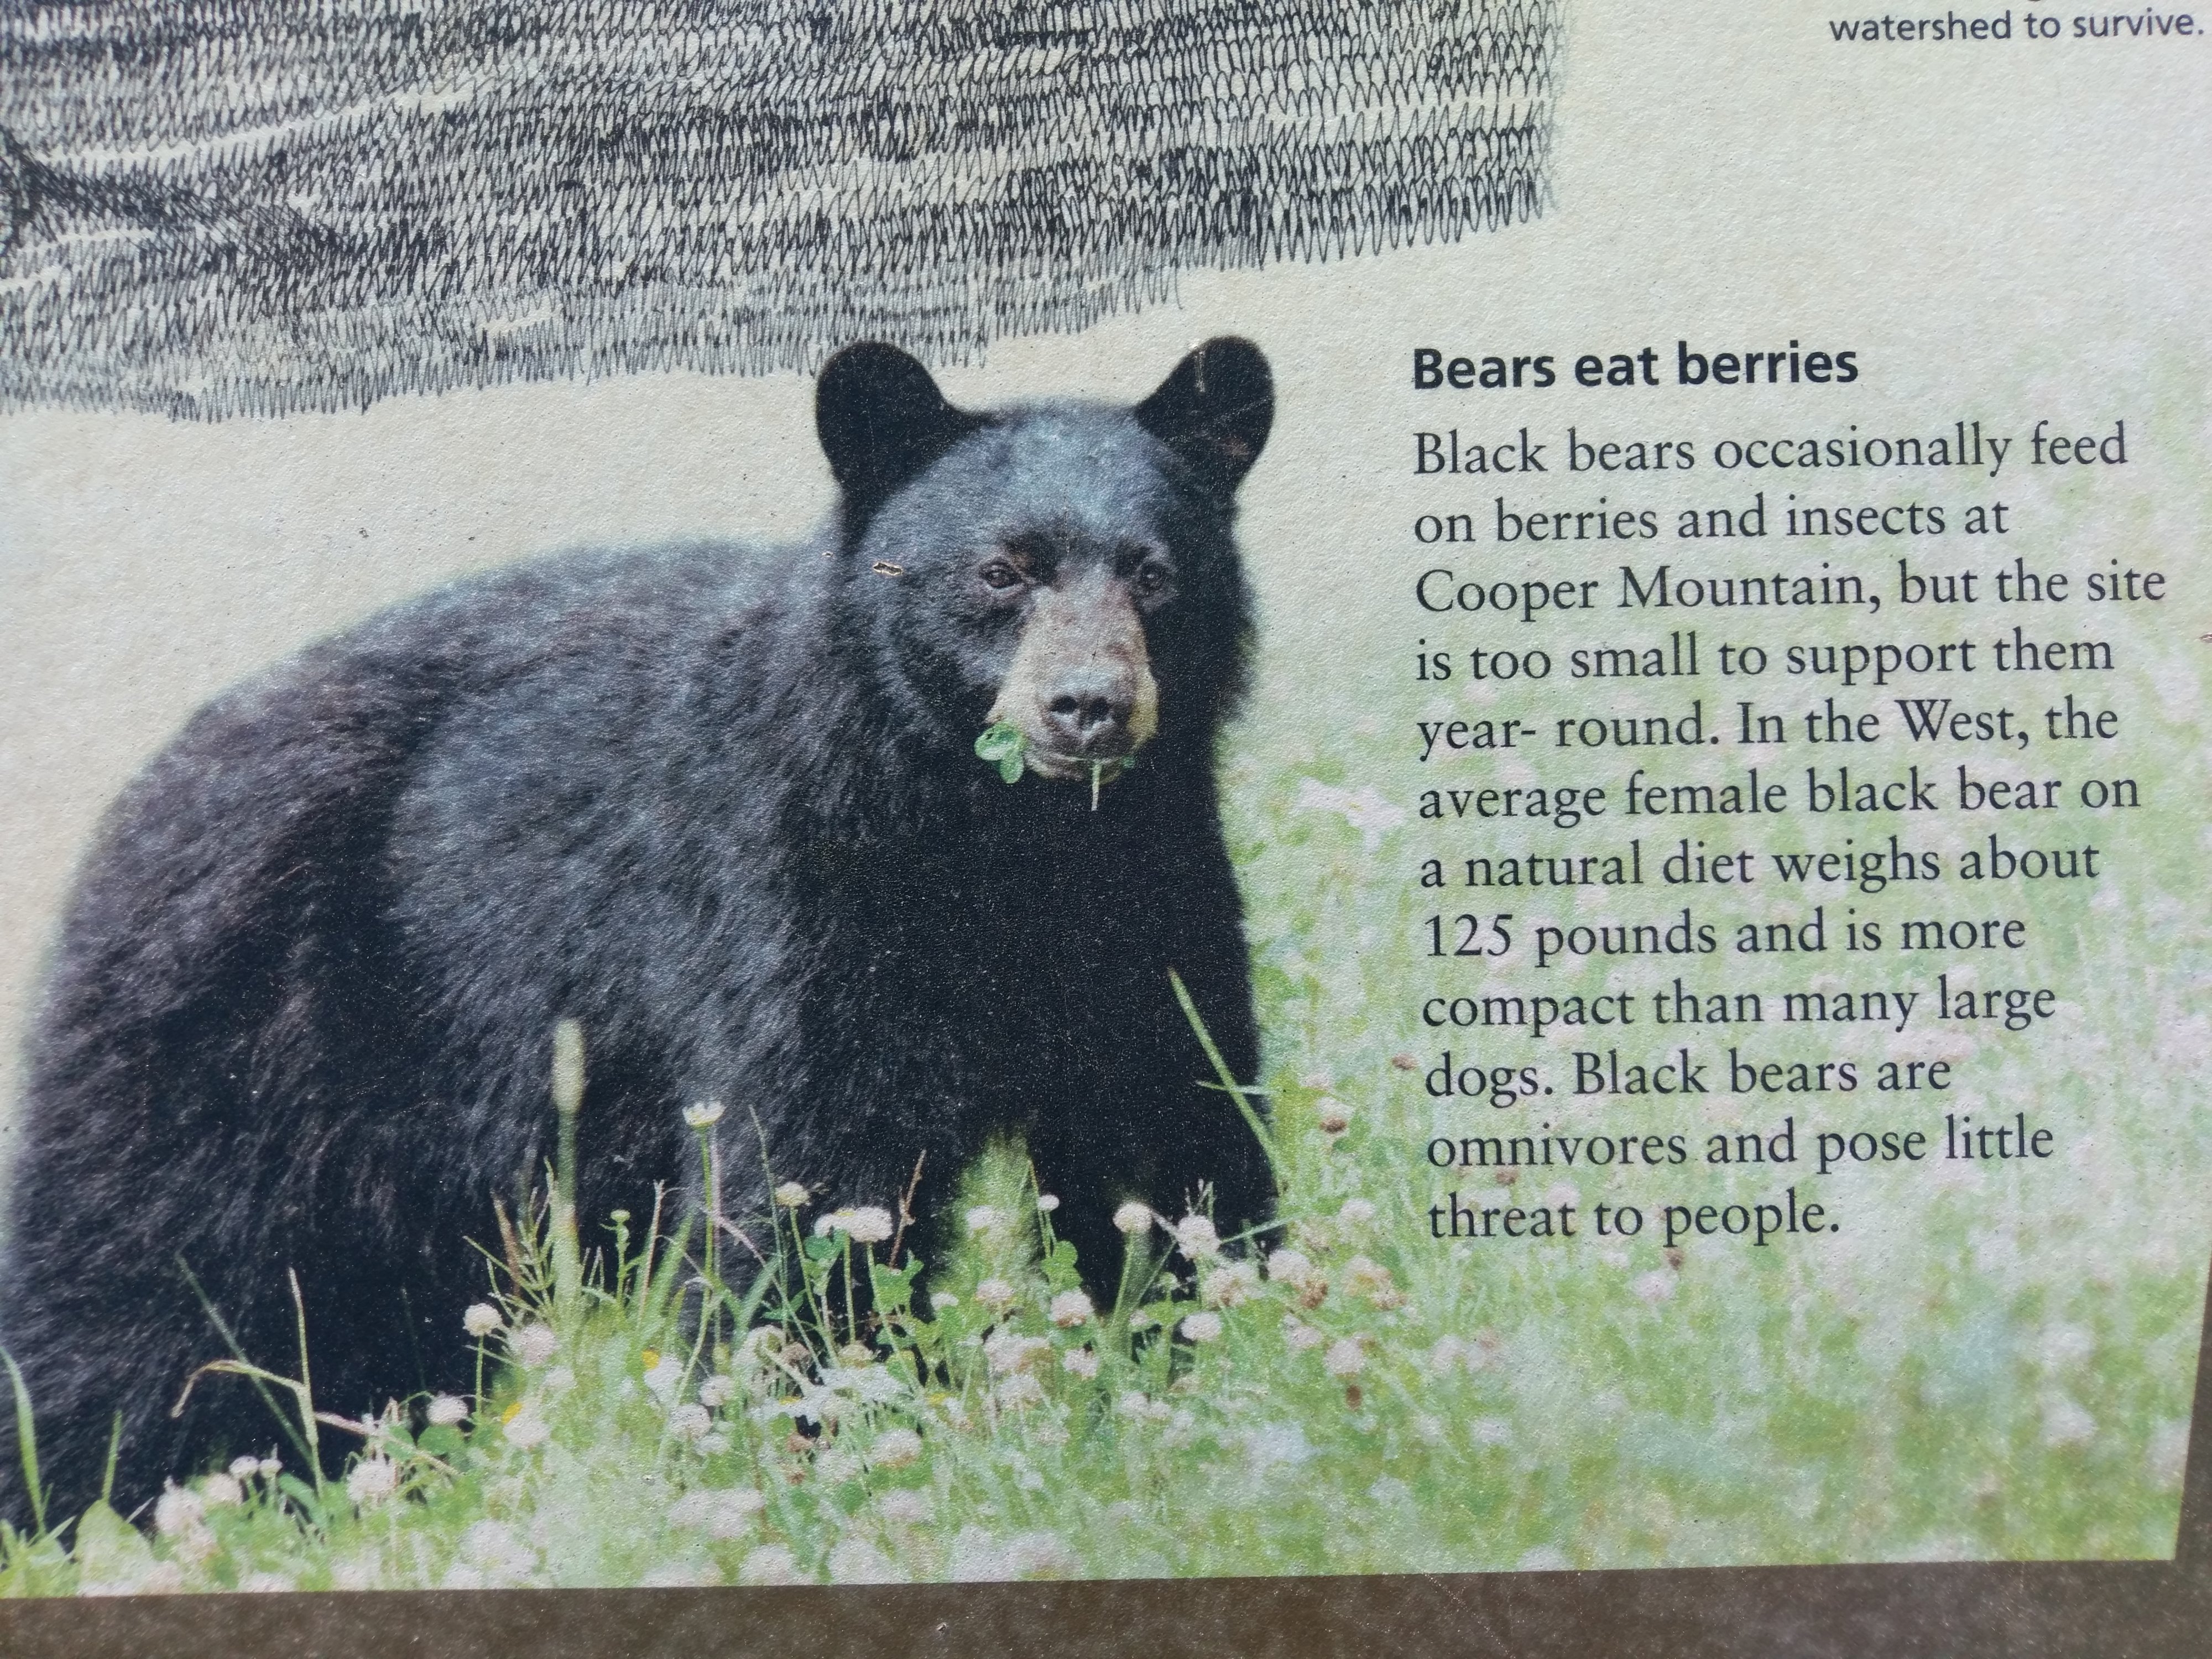 watershed to survive.
Bears eat berries
Black bears occasionally feed
on berries and insects at
Cooper Mountain, but the site
is too small to support them
year- round. In the West, the
average female black bear on
a natural diet weighs about
125 pounds and is more
compact than many large
dogs. Black bears are
omnivores and pose little
threat to people.